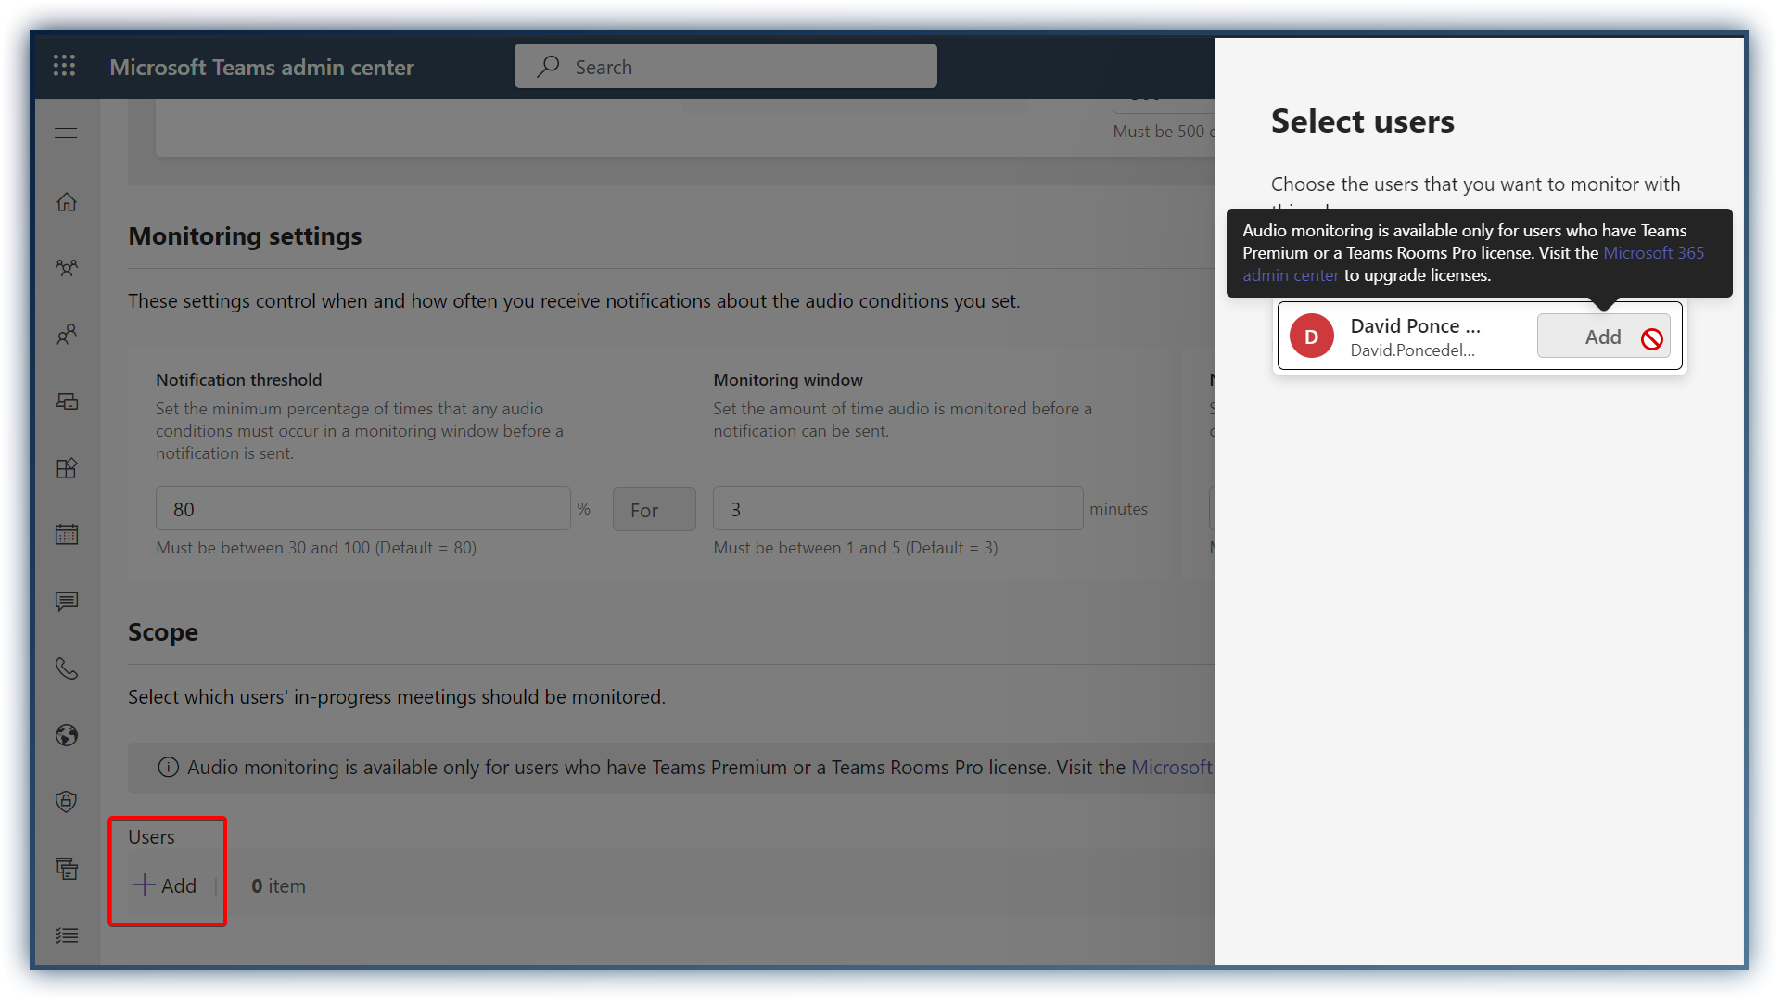 Microsoft Teams admin center
Search
Must be 500
Monitoring settings
These settings control when and how often you receive notifications about the audio conditions you set.
Notification threshold
Set the minimum percentage of times that any audio
conditions must occur in a monitoring window before a
notification is sent.
80
%
Must be between 30 and 100 (Default = 80)
For
Monitoring window
Set the amount of time audio is monitored before a
notification can be sent.
3
minutes
Must be between 1 and 5 (Default = 3)
Scope
Select which users' in-progress meetings should be monitored.
Audio monitoring is available only for users who have Teams Premium or a Teams Rooms Pro license. Visit the Microsoft
Users
Add
0 item
Select users
Choose the users that you want to monitor with
Audio monitoring is available only for users who have Teams
Premium or a Teams Rooms Pro license. Visit the Microsoft 365
admin center to upgrade licenses.
D
David Ponce ...
David.Poncedel...
Add